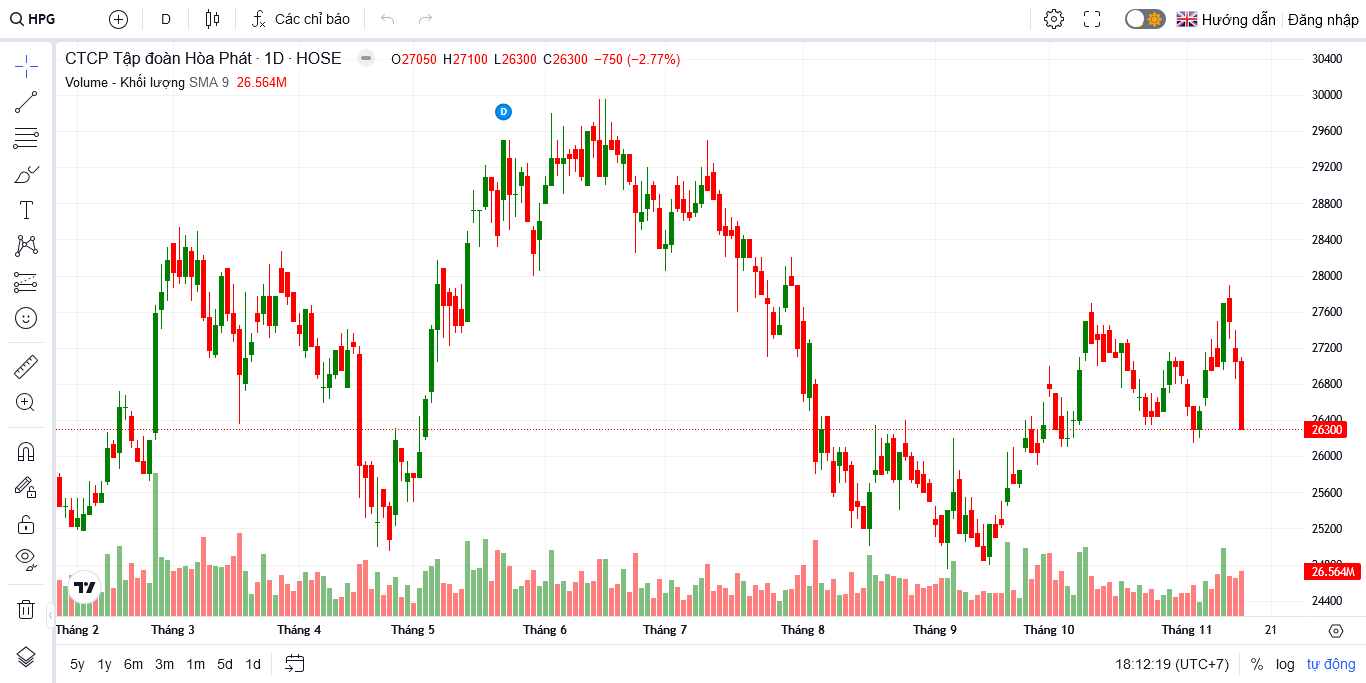 HPG D Các chỉ báo Hướng dẫn Đăng nhập
CTCP Tập đoàn Hòa Phát · 1D · HOSE O27050 H27100 L26300 C26300 −750 (−2.77%)
Volume - Khối lượng SMA 9 26.564M
D
30400
30000
29600
29200
28800
28400
28000
27600
27200
26800
26400
26300
26000
25600
25200
24800
26.564M
24400
Tháng 2 Tháng 3 Tháng 4 Tháng 5 Tháng 6 Tháng 7 Tháng 8 Tháng 9 Tháng 10 Tháng 11 21
5y 1y 6m 3m 1m 5d 1d 18:12:19 (UTC+7) % log tự động